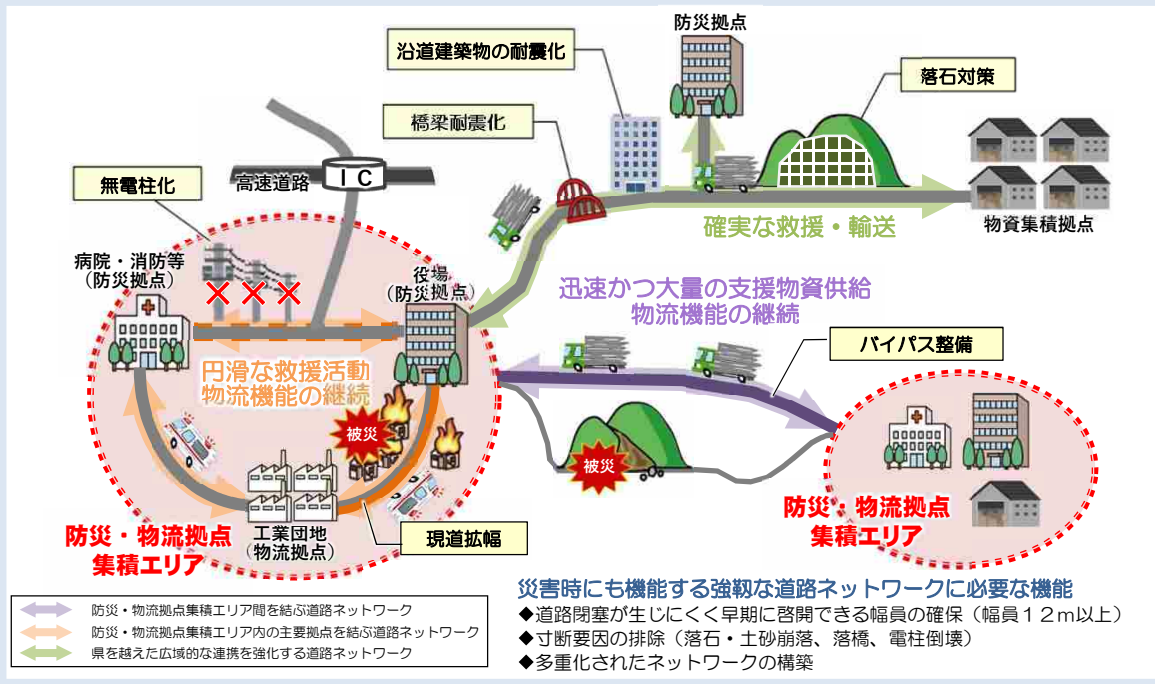 防災拠点
沿道建築物の耐震化
落石対策
橋梁耐震化
無電柱化
高速道路
ＩＣ
確実な救援・輸送
物資集積拠点
病院・消防等
（防災拠点）
役場
（防災拠点）
迅速かつ大量の支援物資供給
物流機能の継続
バイパス整備
円滑な救援活動
物流機能の継続
被災
被災
工業団地
（物流拠点）
現道拡幅
防災・物流拠点
集積エリア
防災・物流拠点
集積エリア
災害時にも機能する強靱な道路ネットワークに必要な機能
◆道路閉塞が生じにくく早期に啓開できる幅員の確保（幅員１２ｍ以上）
◆寸断要因の排除（落石・土砂崩落、落橋、電柱倒壊）
◆多重化されたネットワークの構築
防災・物流拠点集積エリア間を結ぶ道路ネットワーク
防災・物流拠点集積エリア内の主要拠点を結ぶ道路ネットワーク
県を越えた広域的な連携を強化する道路ネットワーク